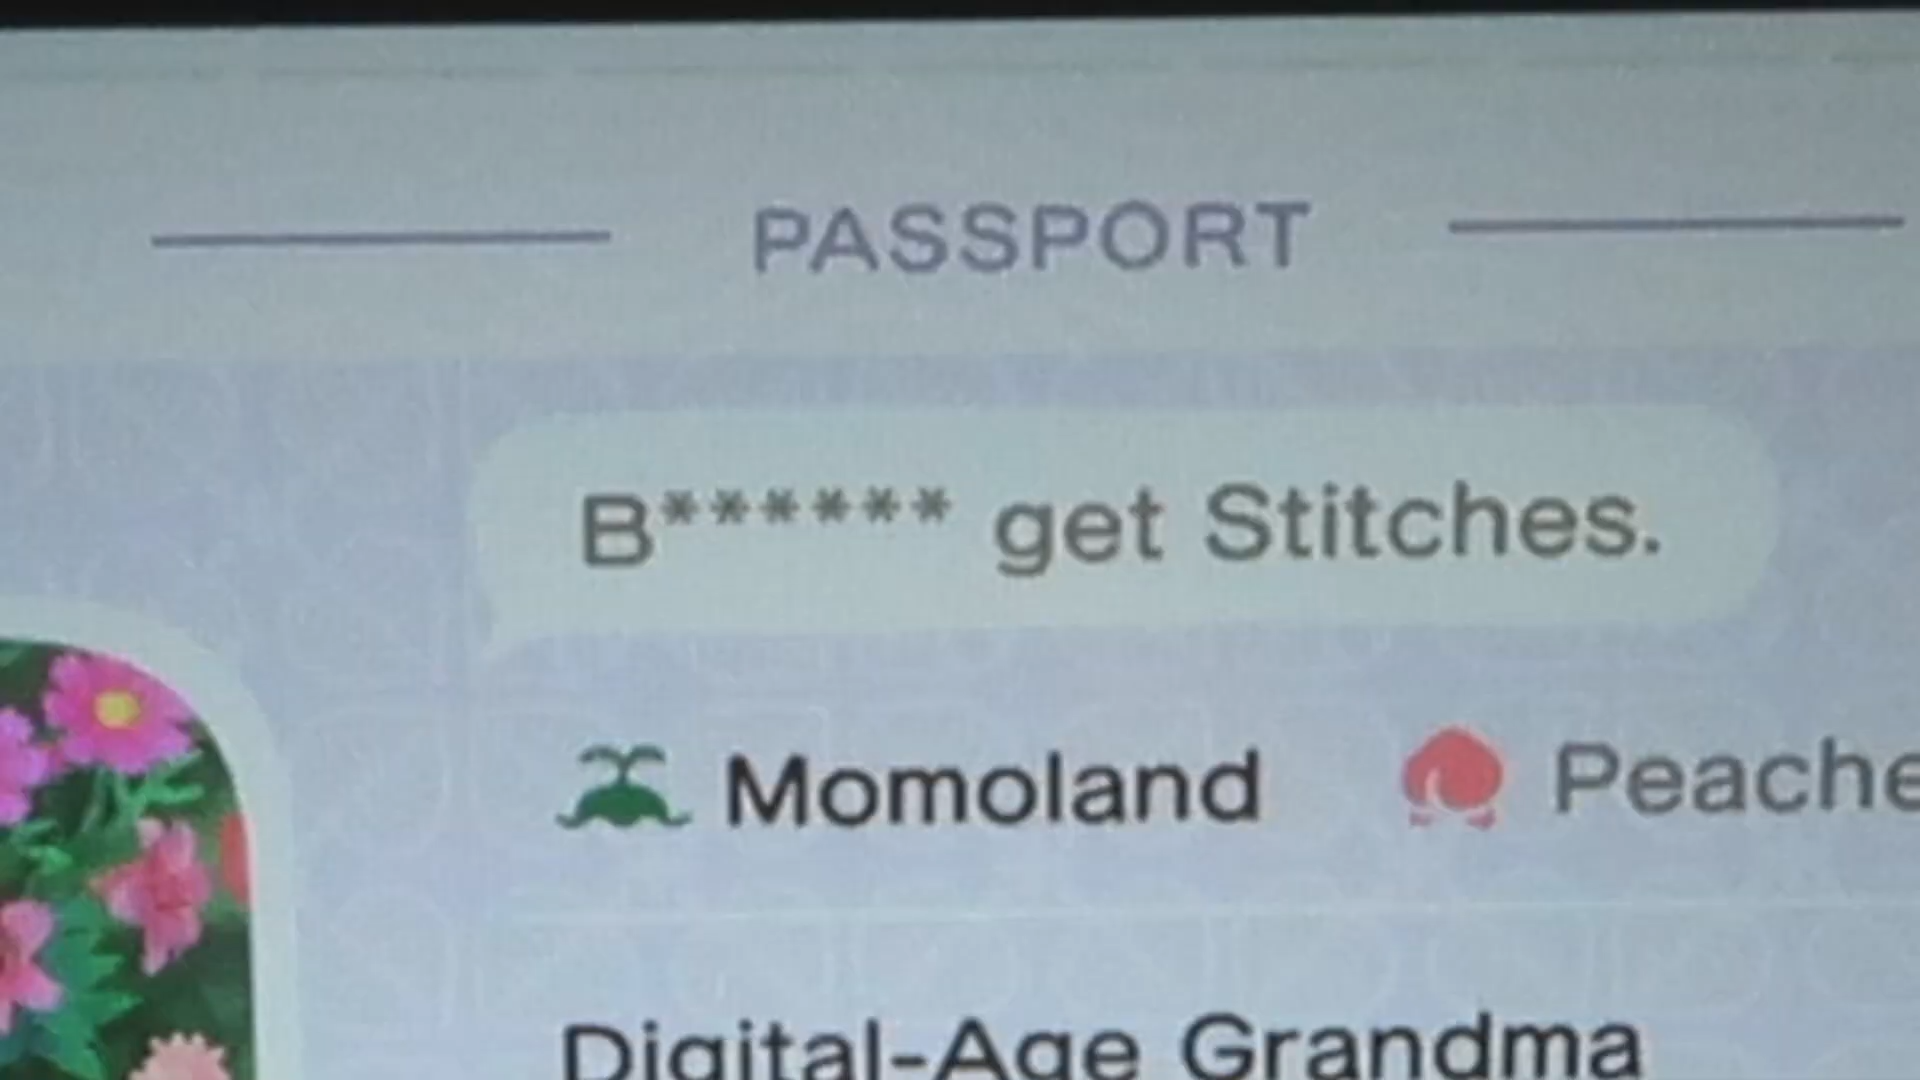 PASSPORT
B****** get Stitches.
Momoland Peache
Digital-Age Grandma